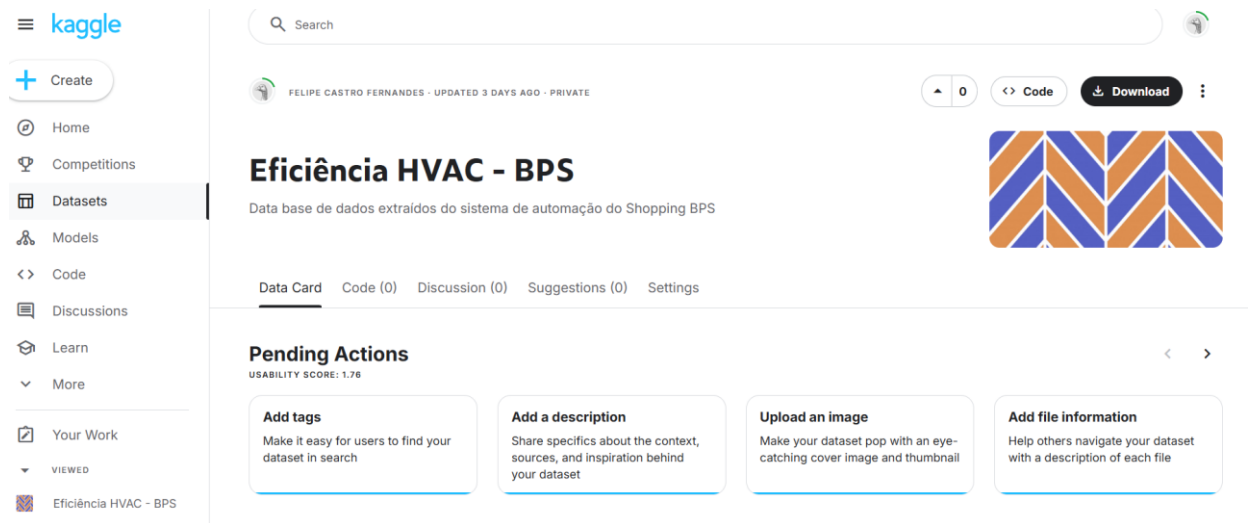 kaggle
Search
Create
Home
Competitions
Datasets
Models
Code
Discussions
Learn
More
Your Work
VIEWED
Eficiência HVAC - BPS
FELIPE CASTRO FERNANDES · UPDATED 3 DAYS AGO · PRIVATE
0
<> Code
Download
Eficiência HVAC - BPS
Data base de dados extraídos do sistema de automação do Shopping BPS
Data Card Code (0) Discussion (0) Suggestions (0) Settings
Pending Actions
USABILITY SCORE: 1.76
Add tags
Make it easy for users to find your
dataset in search
Add a description
Share specifics about the context,
sources, and inspiration behind
your dataset
Upload an image
Make your dataset pop with an eye-
catching cover image and thumbnail
Add file information
Help others navigate your dataset
with a description of each file